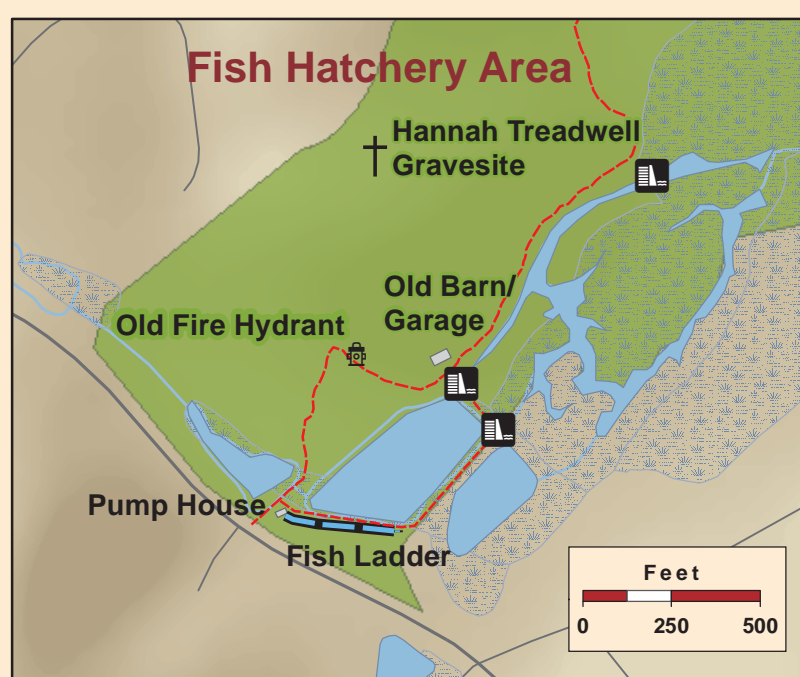 Fish Hatchery Area
Hannah Treadwell
Gravesite
Old Barn/
Garage
Old Fire Hydrant
Pump House
Fish Ladder
Feet
0 250 500